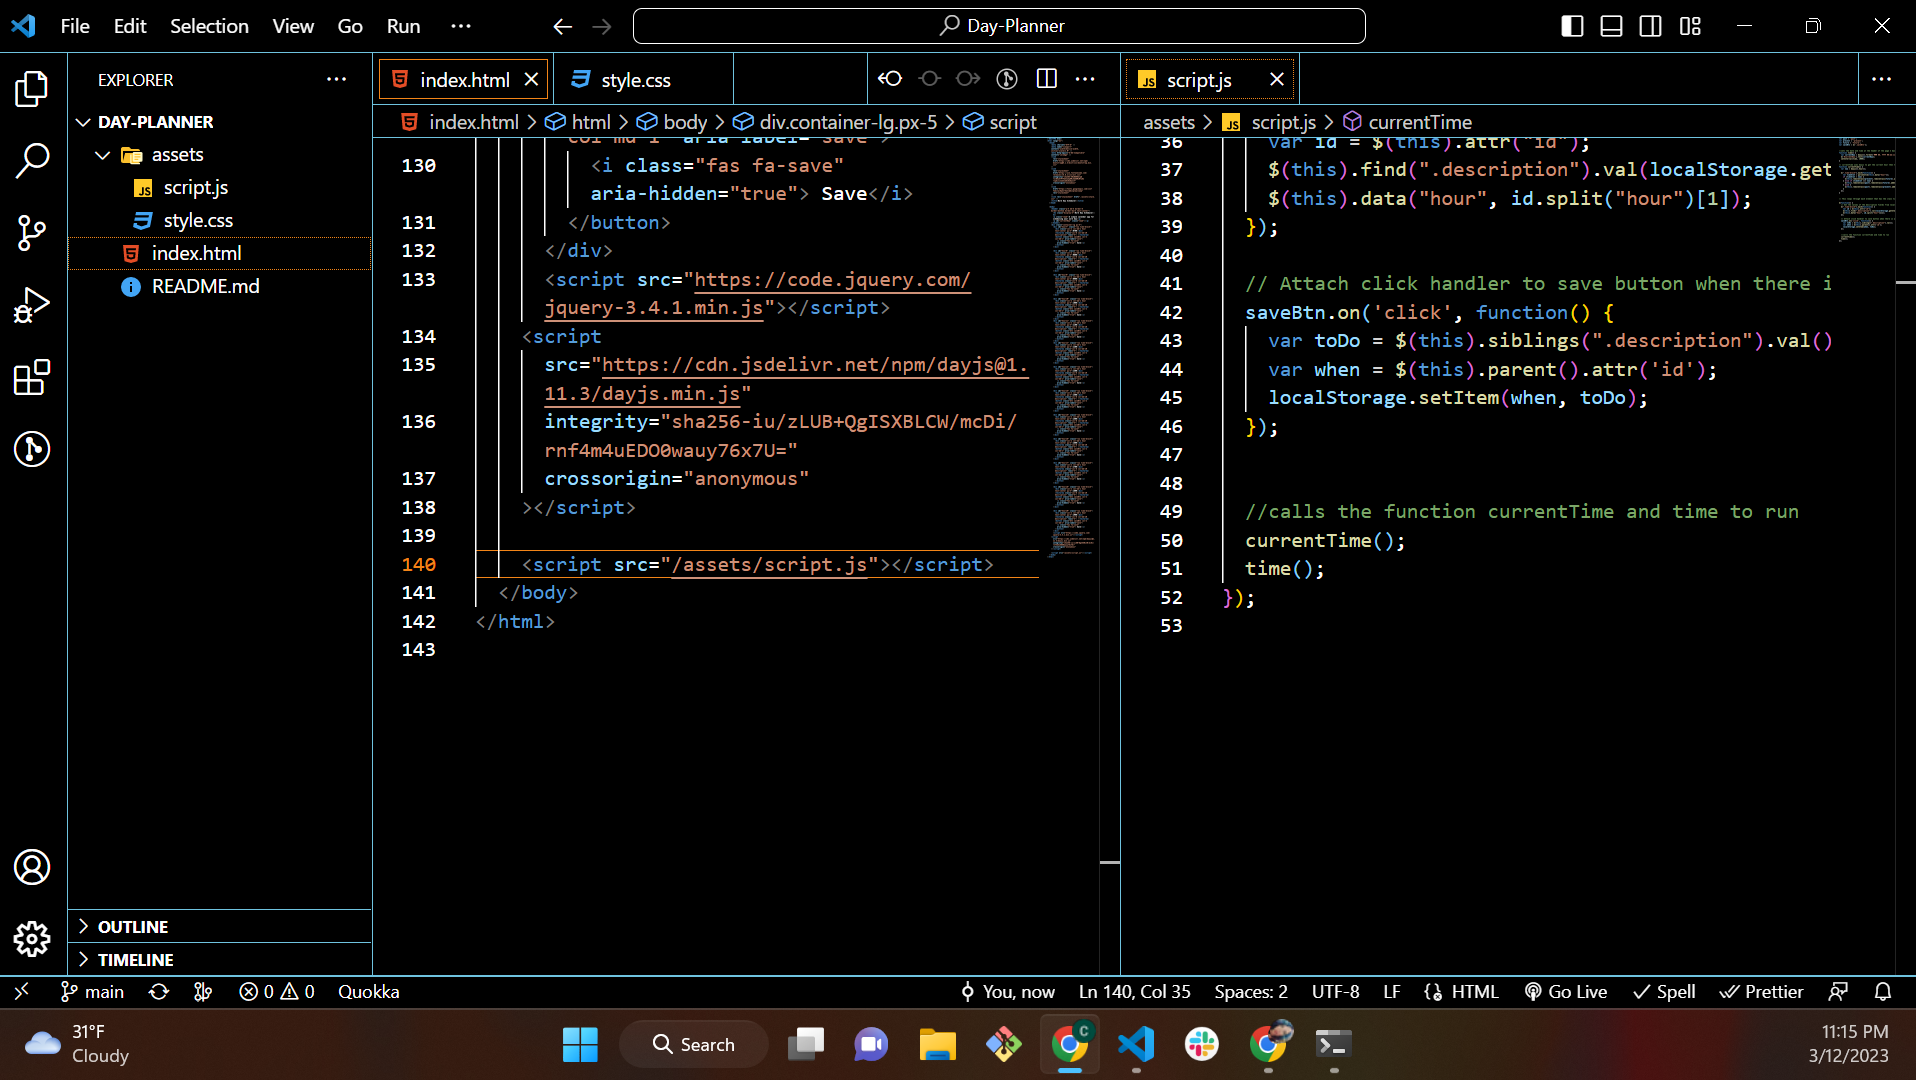 File Edit Selection View Go Run ···
Day-Planner
EXPLORER
DAY-PLANNER
assets
script.js
style.css
index.html
README.md
OUTLINE
TIMELINE
index.html
style.css
index.html > html > body > div.container-lg.px-5 > script
130 <i class="fas fa-save"
aria-hidden="true"> Save</i>
131 </button>
132 </div>
133 <script src="https://code.jquery.com/
jquery-3.4.1.min.js"></script>
134 <script
135 src="https://cdn.jsdelivr.net/npm/dayjs@1.
11.3/dayjs.min.js"
136 integrity="sha256-iu/zLUB+QgISXBLCW/mcDi/
rnf4m4uEDO0wauy76x7U="
137 crossorigin="anonymous"
138 ></script>
139
140 <script src="/assets/script.js"></script>
141 </body>
142 </html>
143
script.js
assets > script.js > currentTime
36 var id = $(this).attr("id");
37 $(this).find(".description").val(localStorage.get
38 $(this).data("hour", id.split("hour")[1]);
39 });
40
41 // Attach click handler to save button when there i
42 saveBtn.on('click', function() {
43 var toDo = $(this).siblings(".description").val()
44 var when = $(this).parent().attr('id');
45 localStorage.setItem(when, toDo);
46 });
47
48
49 //calls the function currentTime and time to run
50 currentTime();
51 time();
52 });
53
main 0 0 Quokka You, now Ln 140, Col 35 Spaces: 2 UTF-8 LF HTML Go Live Spell Prettier
31°F
Cloudy
Search
11:15 PM
3/12/2023